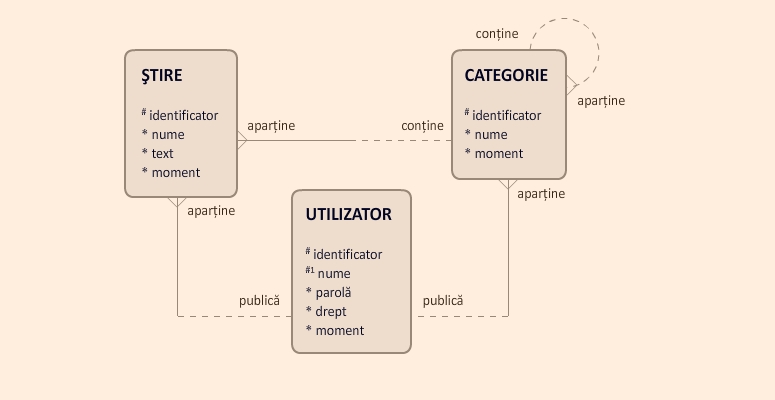 conține
ŞTIRE
# identificator
* nume
* text
* moment
aparține
conține
CATEGORIE
# identificator
* nume
* moment
aparține
aparține
aparține
UTILIZATOR
# identificator
#1 nume
* parolă
* drept
* moment
publică
publică